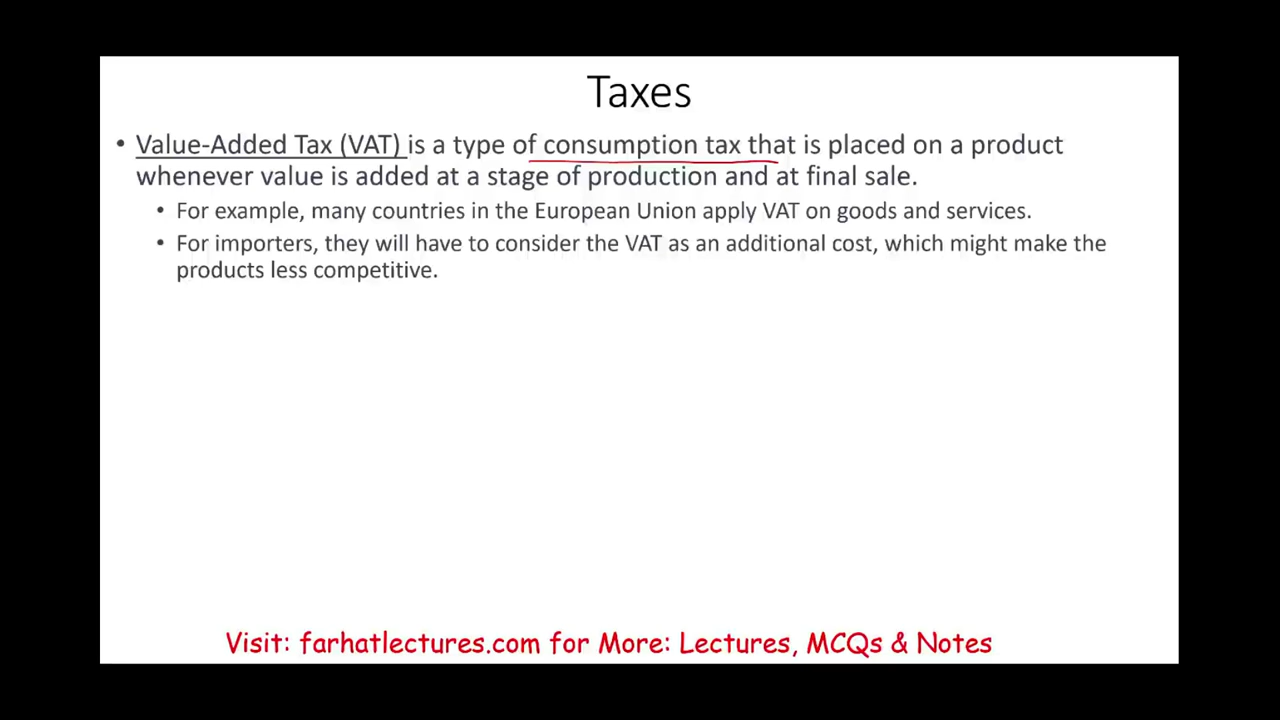 Taxes
• Value-Added Tax (VAT) is a type of consumption tax that is placed on a product
whenever value is added at a stage of production and at final sale.
• For example, many countries in the European Union apply VAT on goods and services.
• For importers, they will have to consider the VAT as an additional cost, which might make the
products less competitive.
Visit: farhatlectures.com for More: Lectures, MCQs & Notes